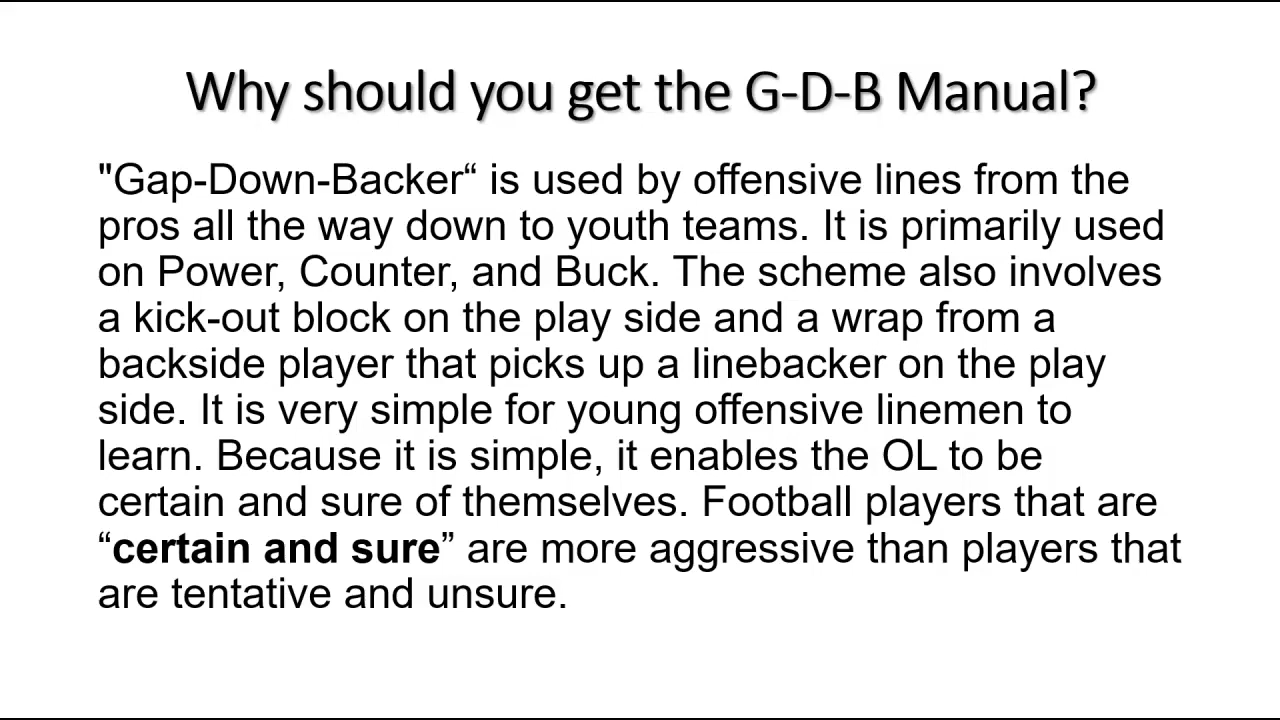 Why should you get the G-D-B Manual?
"Gap-Down-Backer“ is used by offensive lines from the
pros all the way down to youth teams. It is primarily used
on Power, Counter, and Buck. The scheme also involves
a kick-out block on the play side and a wrap from a
backside player that picks up a linebacker on the play
side. It is very simple for young offensive linemen to
learn. Because it is simple, it enables the OL to be
certain and sure of themselves. Football players that are
“certain and sure” are more aggressive than players that
are tentative and unsure.